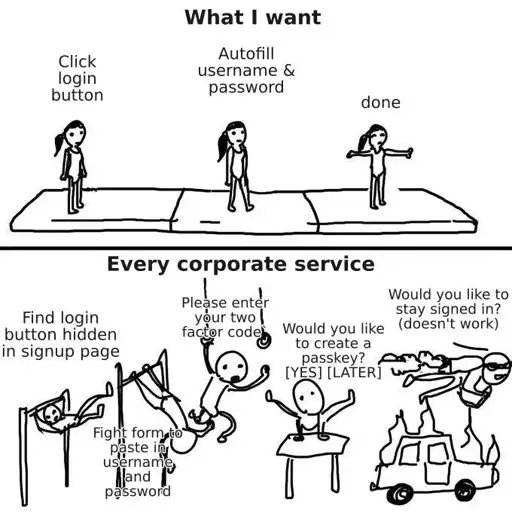 What I want
Click
login
button
Autofill
username &
password
done
Every corporate service
Find login
button hidden
in signup page
Fight form to
paste in
username
and
password
Please enter
your two
factor code
Would you like
to create a
passkey?
[YES] [LATER]
Would you like to
stay signed in?
(doesn't work)